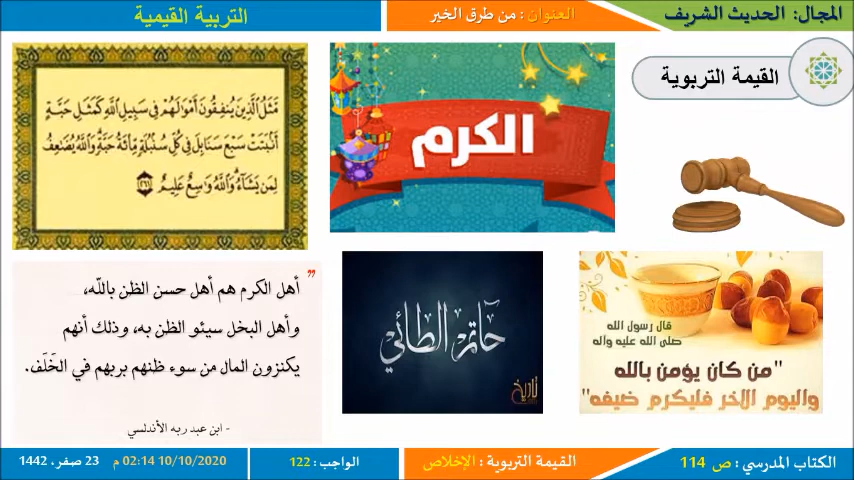 المجال: الحديث الشريف
العنوان : من طرق الخير
التربية القيمية
القيمة التربوية
الكرم
مَّثَلُ الَّذِينَ يُنفِقُونَ أَمْوَالَهُمْ فِي سَبِيلِ اللَّهِ كَمَثَلِ حَبَّةٍ
أَنبَتَتْ سَبْعَ سَنَابِلَ فِي كُلِّ سُنبُلَةٍ مِّائَةُ حَبَّةٍ وَاللَّهُ يُضَاعِفُ
لِمَن يَشَاءُ وَاللَّهُ وَاسِعٌ عَلِيمٌ ٢٦١
قال رسول الله
صلى الله عليه وآله
"من كان يؤمن بالله
واليوم الآخر فليكرم ضيفه"
حاتم الطائي
تاريخ
أهل الكرم هم أهل حسن الظن بالله،
وأهل البخل سيئو الظن به، وذلك أنهم
يكنزون المال من سوء ظنهم بربهم في الخَلَف.
- ابن عبد ربه الأندلسي
الكتاب المدرسي: ص 114
القيمة التربوية : الإخلاص
الواجب : 122
10/10/2020 02:14 م
23 صفر، 1442